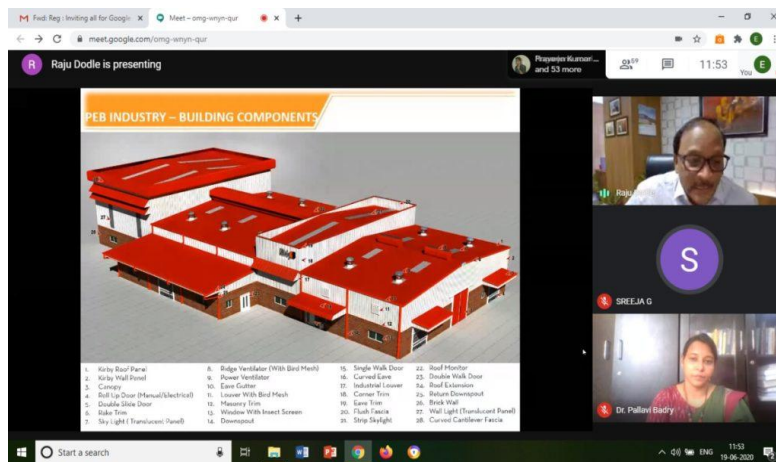 Fwd: Reg : Inviting all for Google
Meet – omg-wnyn-qur
meet.google.com/omg-wnyn-qur
R
Raju Dodle is presenting
and 53 more
59
11:53
You
E
PEB INDUSTRY – BUILDING COMPONENTS
1. Kirby Roof Panel
2. Kirby Wall Panel
3. Canopy
4. Roll Up Door (Manual/Electrical)
5. Double Slide Door
6. Rake Trim
7. Sky Light ( Translucent Panel)
8. Ridge Ventilator (With Bird Mesh)
9. Power Ventilator
10. Eave Gutter
11. Louver With Bird Mesh
12. Masonry Trim
13. Window With Insect Screen
14. Downspout
15. Single Walk Door
16. Curved Eave
17. Industrial Louver
18. Corner Trim
19. Eave Trim
20. Flush Fascia
21. Strip Skylight
22. Roof Monitor
23. Double Walk Door
24. Roof Extension
25. Return Downspout
26. Brick Wall
27. Wall Light (Translucent Panel)
28. Curved Cantilever Fascia
Raju
S
SREEJA G
Dr. Pallavi Badry
Start a search
ENG
11:53
19-06-2020